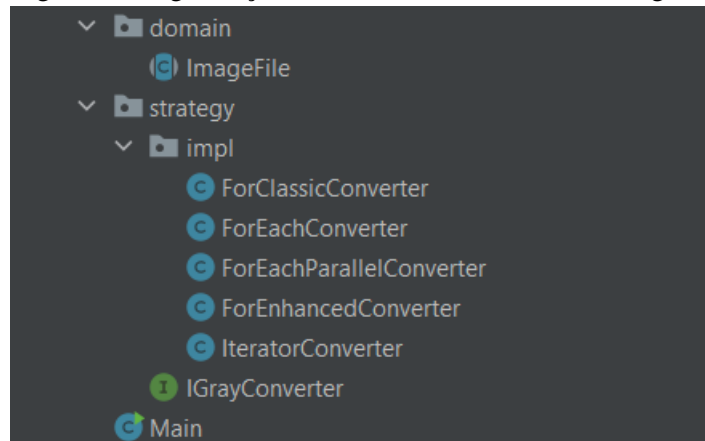 domain
C ImageFile
strategy
impl
C ForClassicConverter
C ForEachConverter
C ForEachParallelConverter
C ForEnhancedConverter
C IteratorConverter
I IGrayConverter
C Main